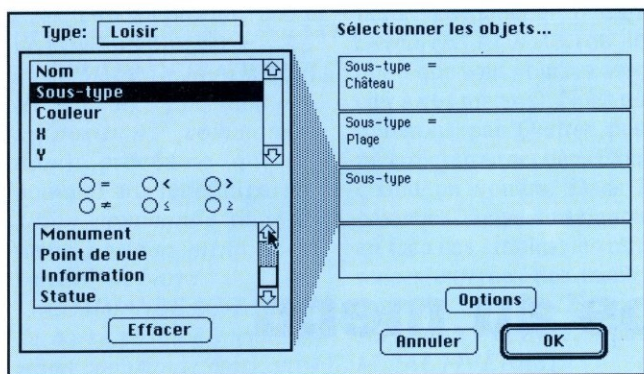 Type: Loisir
Nom
Sous-type
Couleur
X
Y
= < >
≠ ≤ ≥
Monument
Point de vue
Information
Statue
Effacer
Sélectionner les objets...
Sous-type =
Château
Sous-type =
Plage
Sous-type
Options
Annuler
OK